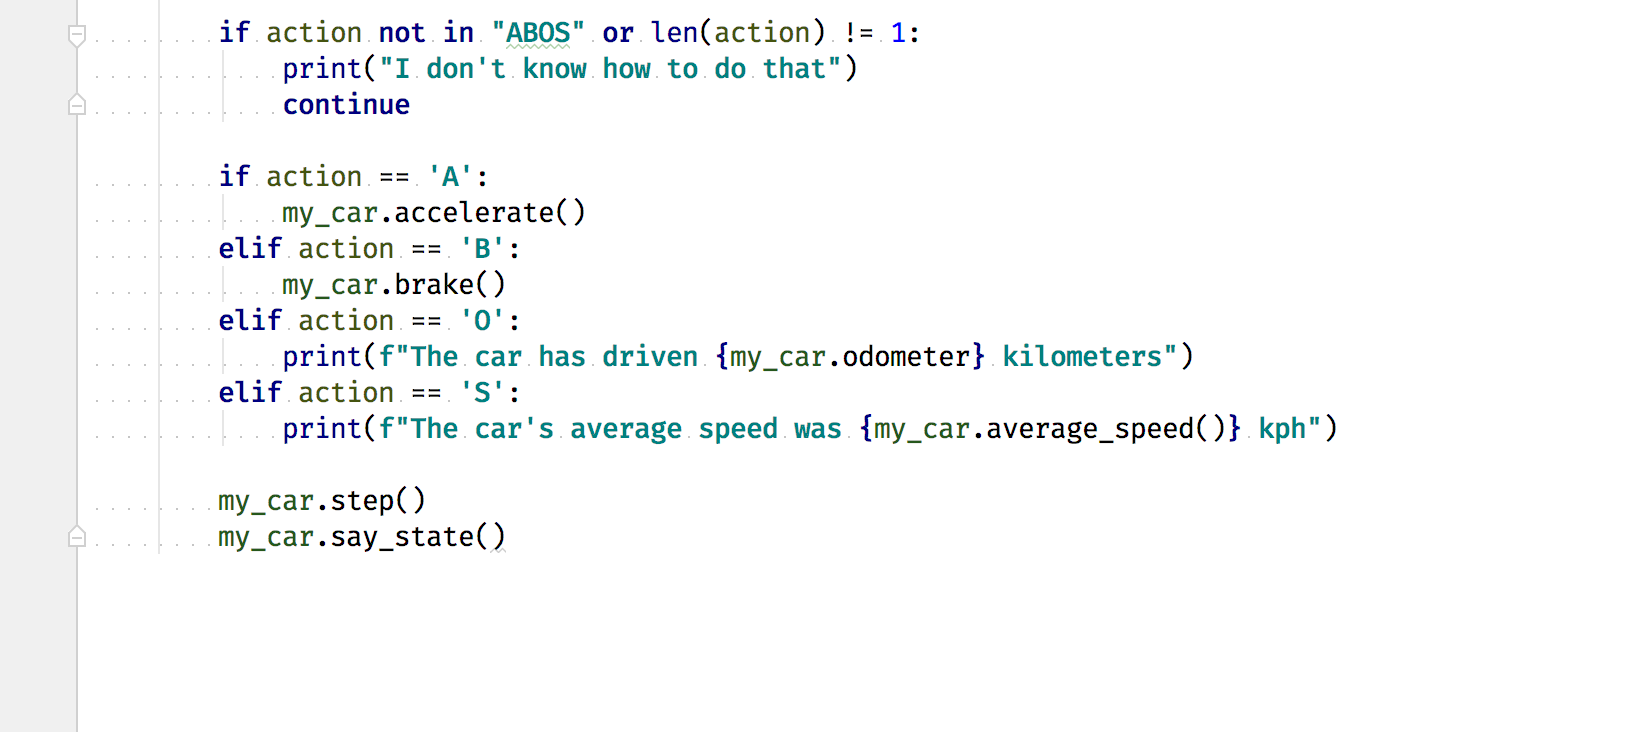 if action not in "ABOS" or len(action) != 1:
print("I don't know how to do that")
continue
if action == 'A':
my_car.accelerate()
elif action == 'B':
my_car.brake()
elif action == 'O':
print(f"The car has driven {my_car.odometer} kilometers")
elif action == 'S':
print(f"The car's average speed was {my_car.average_speed()} kph")
my_car.step()
my_car.say_state()